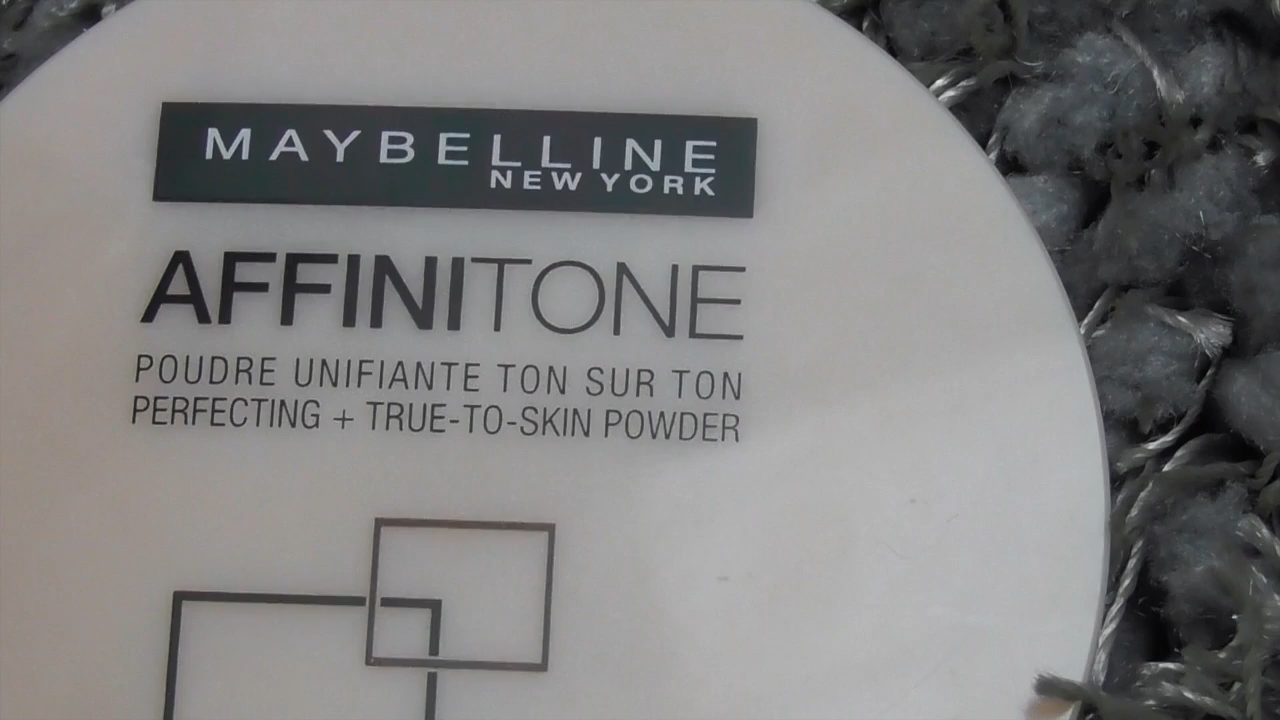 MAYBELLINE
NEW YORK
AFFINITONE
POUDRE UNIFIANTE TON SUR TON
PERFECTING + TRUE-TO-SKIN POWDER